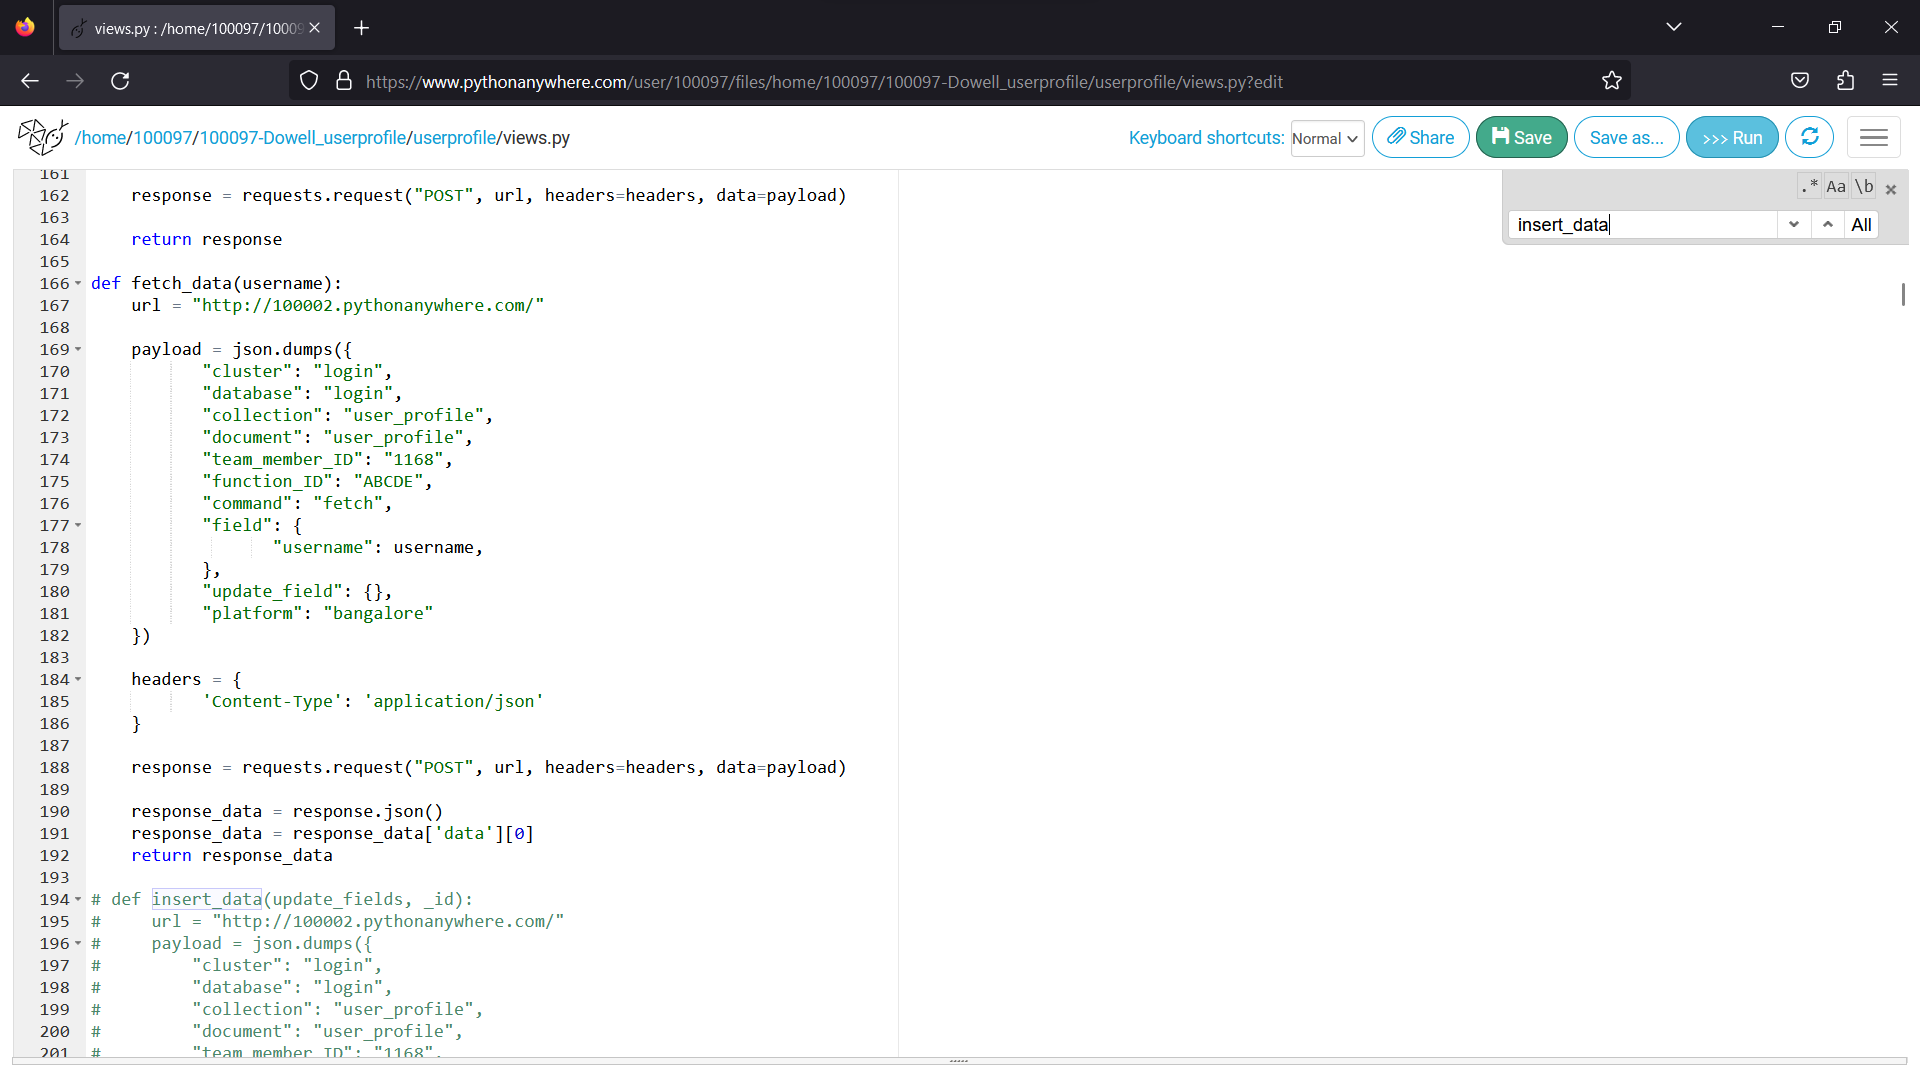 views.py : /home/100097/10009
https://www.pythonanywhere.com/user/100097/files/home/100097/100097-Dowell_userprofile/userprofile/views.py?edit
/home/100097/100097-Dowell_userprofile/userprofile/views.py
Keyboard shortcuts: Normal Share Save Save as... >>> Run
.* Aa \b ×
insert_data All
161
162 response = requests.request("POST", url, headers=headers, data=payload)
163
164 return response
165
166 def fetch_data(username):
167 url = "http://100002.pythonanywhere.com/"
168
169 payload = json.dumps({
170 "cluster": "login",
171 "database": "login",
172 "collection": "user_profile",
173 "document": "user_profile",
174 "team_member_ID": "1168",
175 "function_ID": "ABCDE",
176 "command": "fetch",
177 "field": {
178 "username": username,
179 },
180 "update_field": {},
181 "platform": "bangalore"
182 })
183
184 headers = {
185 'Content-Type': 'application/json'
186 }
187
188 response = requests.request("POST", url, headers=headers, data=payload)
189
190 response_data = response.json()
191 response_data = response_data['data'][0]
192 return response_data
193
194 # def insert_data(update_fields, _id):
195 # url = "http://100002.pythonanywhere.com/"
196 # payload = json.dumps({
197 # "cluster": "login",
198 # "database": "login",
199 # "collection": "user_profile",
200 # "document": "user_profile",
201 # "team_member_ID": "1168",